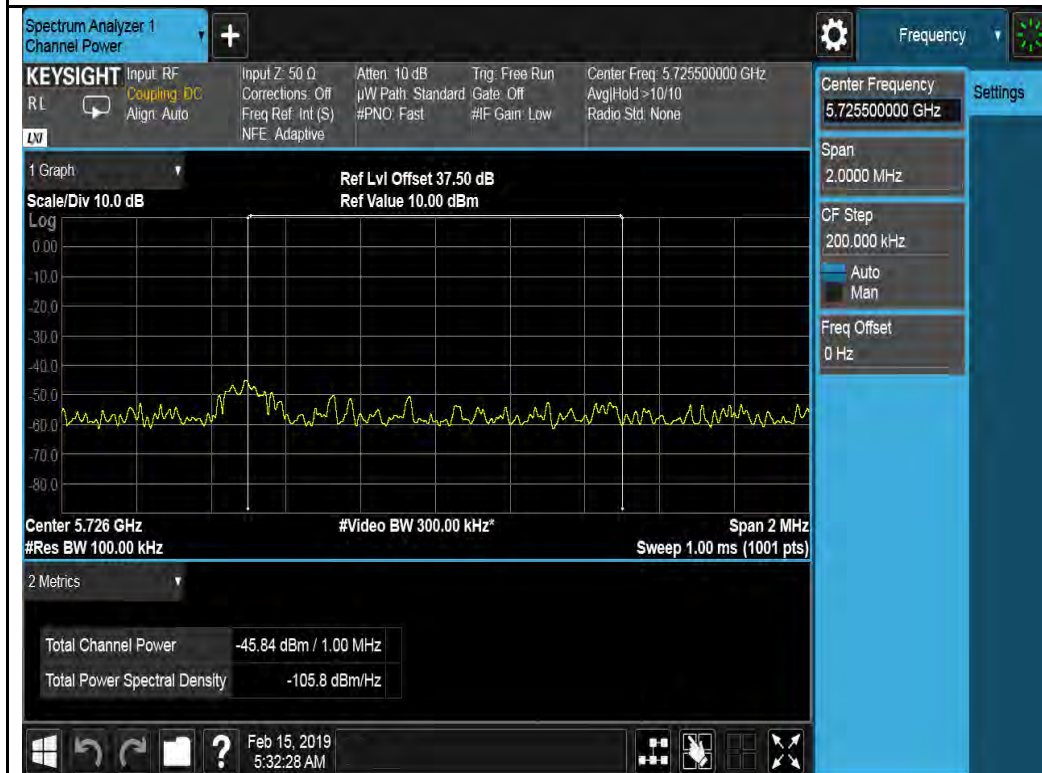 Spectrum Analyzer 1
Channel Power
+
Frequency
KEYSIGHT
RL
LXI
Input: RF
Coupling: DC
Align: Auto
Input Z: 50 Ω
Corrections: Off
Freq Ref: Int (S)
NFE: Adaptive
Atten: 10 dB
µW Path: Standard
#PNO: Fast
Trig: Free Run
Gate: Off
#IF Gain: Low
Center Freq: 5.725500000 GHz
Avg|Hold >10/10
Radio Std: None
Center Frequency
5.725500000 GHz
Settings
Span
2.0000 MHz
CF Step
200.000 kHz
Auto
Man
Freq Offset
0 Hz
1 Graph
Scale/Div 10.0 dB
Ref Lvl Offset 37.50 dB
Ref Value 10.00 dBm
Log
0.00
-10.0
-20.0
-30.0
-40.0
-50.0
-60.0
-70.0
-80.0
Center 5.726 GHz
#Video BW 300.00 kHz*
Span 2 MHz
#Res BW 100.00 kHz
Sweep 1.00 ms (1001 pts)
2 Metrics
Total Channel Power -45.84 dBm / 1.00 MHz
Total Power Spectral Density -105.8 dBm/Hz
?
Feb 15, 2019
5:32:28 AM